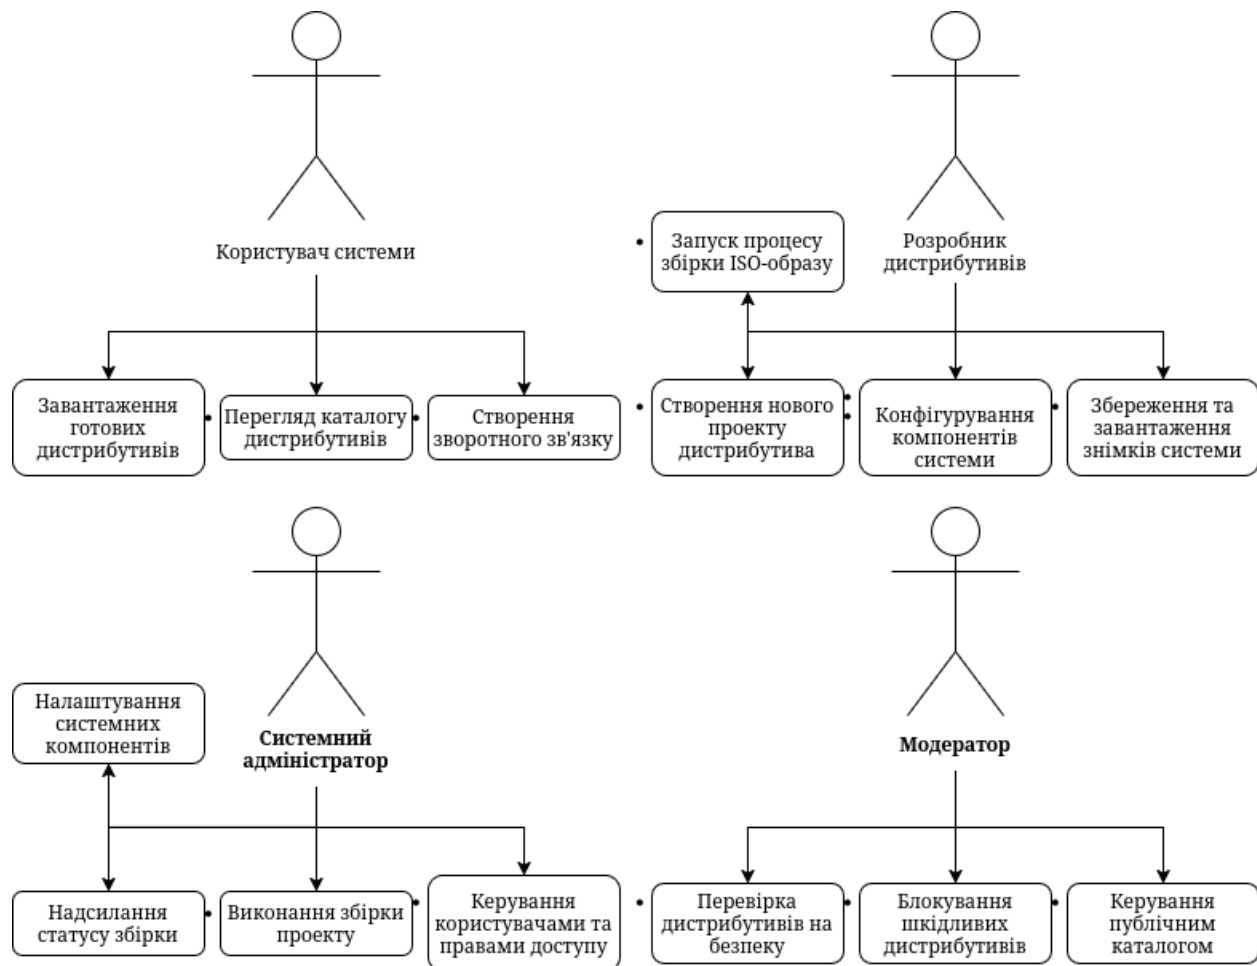 Користувач системи
Завантаження
готових
дистрибутивів
• Перегляд каталогу
дистрибутивів
• Створення
зворотного зв'язку
Розробник
дистрибутивів
• Запуск процесу
збірки ISO-образу
• Створення нового
проекту
дистрибутива
•
• Конфігурування
компонентів
системи
• Збереження та
завантаження
знімків системи
Системний
адміністратор
Налаштування
системних
компонентів
Надсилання
статусу збірки
• Виконання збірки
проекту
• Керування
користувачами та
правами доступу
Модератор
• Перевірка
дистрибутивів на
безпеку
• Блокування
шкідливих
дистрибутивів
• Керування
публічним
каталогом